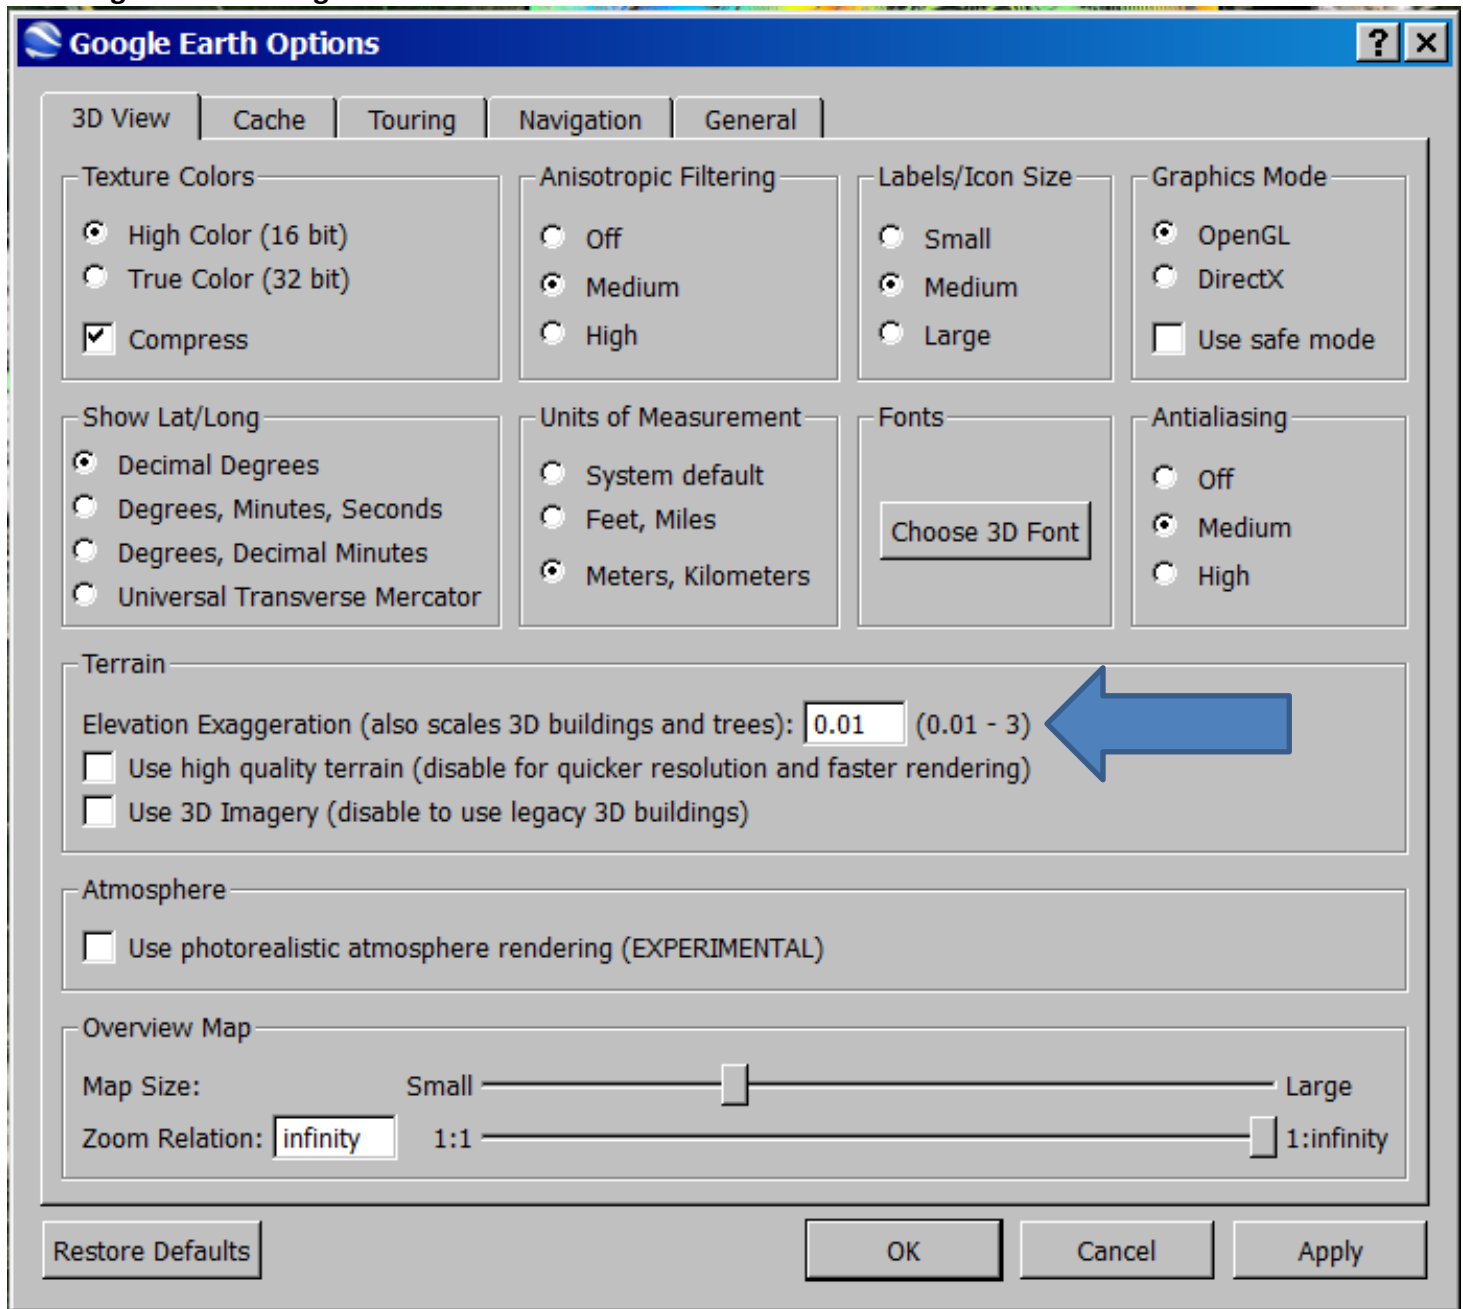 Google Earth Options
3D View Cache Touring Navigation General
Texture Colors
High Color (16 bit)
True Color (32 bit)
Compress
Anisotropic Filtering
Off
Medium
High
Labels/Icon Size
Small
Medium
Large
Graphics Mode
OpenGL
DirectX
Use safe mode
Show Lat/Long
Decimal Degrees
Degrees, Minutes, Seconds
Degrees, Decimal Minutes
Universal Transverse Mercator
Units of Measurement
System default
Feet, Miles
Meters, Kilometers
Fonts
Choose 3D Font
Antialiasing
Off
Medium
High
Terrain
Elevation Exaggeration (also scales 3D buildings and trees): 0.01 (0.01 - 3)
Use high quality terrain (disable for quicker resolution and faster rendering)
Use 3D Imagery (disable to use legacy 3D buildings)
Atmosphere
Use photorealistic atmosphere rendering (EXPERIMENTAL)
Overview Map
Map Size: Small Large
Zoom Relation: infinity 1:1 1:infinity
Restore Defaults OK Cancel Apply